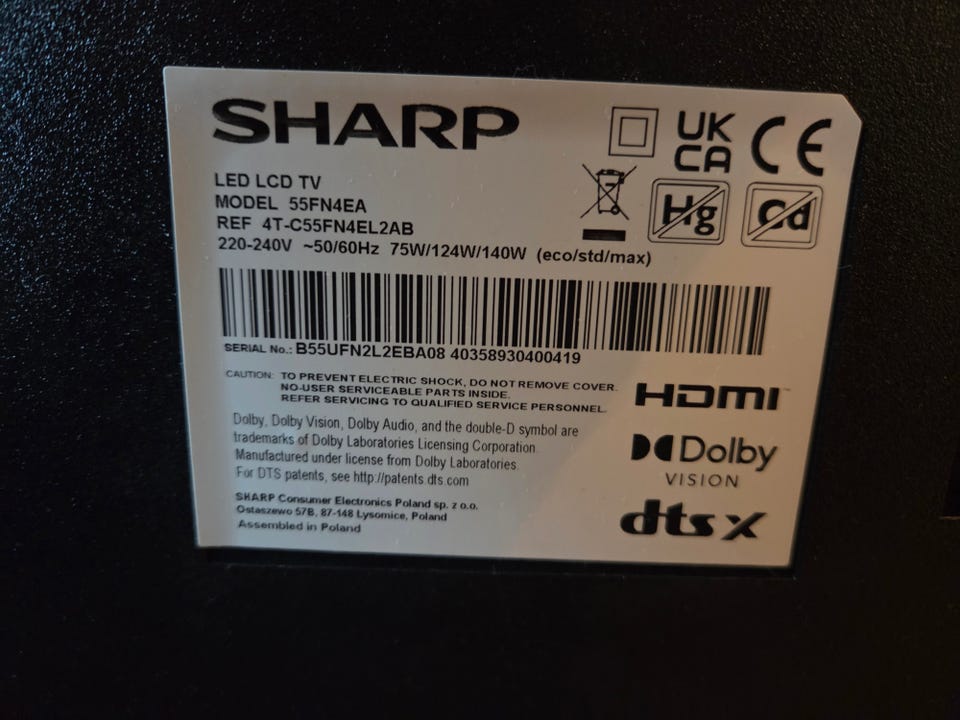 SHARP
UK
CA
CE
LED LCD TV
MODEL 55FN4EA
REF 4T-C55FN4EL2AB
220-240V ~50/60Hz 75W/124W/140W (eco/std/max)
Hg
Cd
SERIAL No.: B55UFN2L2EBA08 40358930400419
CAUTION: TO PREVENT ELECTRIC SHOCK, DO NOT REMOVE COVER.
NO-USER SERVICEABLE PARTS INSIDE.
REFER SERVICING TO QUALIFIED SERVICE PERSONNEL.
HDMI™
Dolby, Dolby Vision, Dolby Audio, and the double-D symbol are
trademarks of Dolby Laboratories Licensing Corporation.
Manufactured under license from Dolby Laboratories.
For DTS patents, see http://patents.dts.com
Dolby
VISION
SHARP Consumer Electronics Poland sp. z o.o.
Ostaszewo 57B, 87-148 Lysomice, Poland
Assembled in Poland
dts X